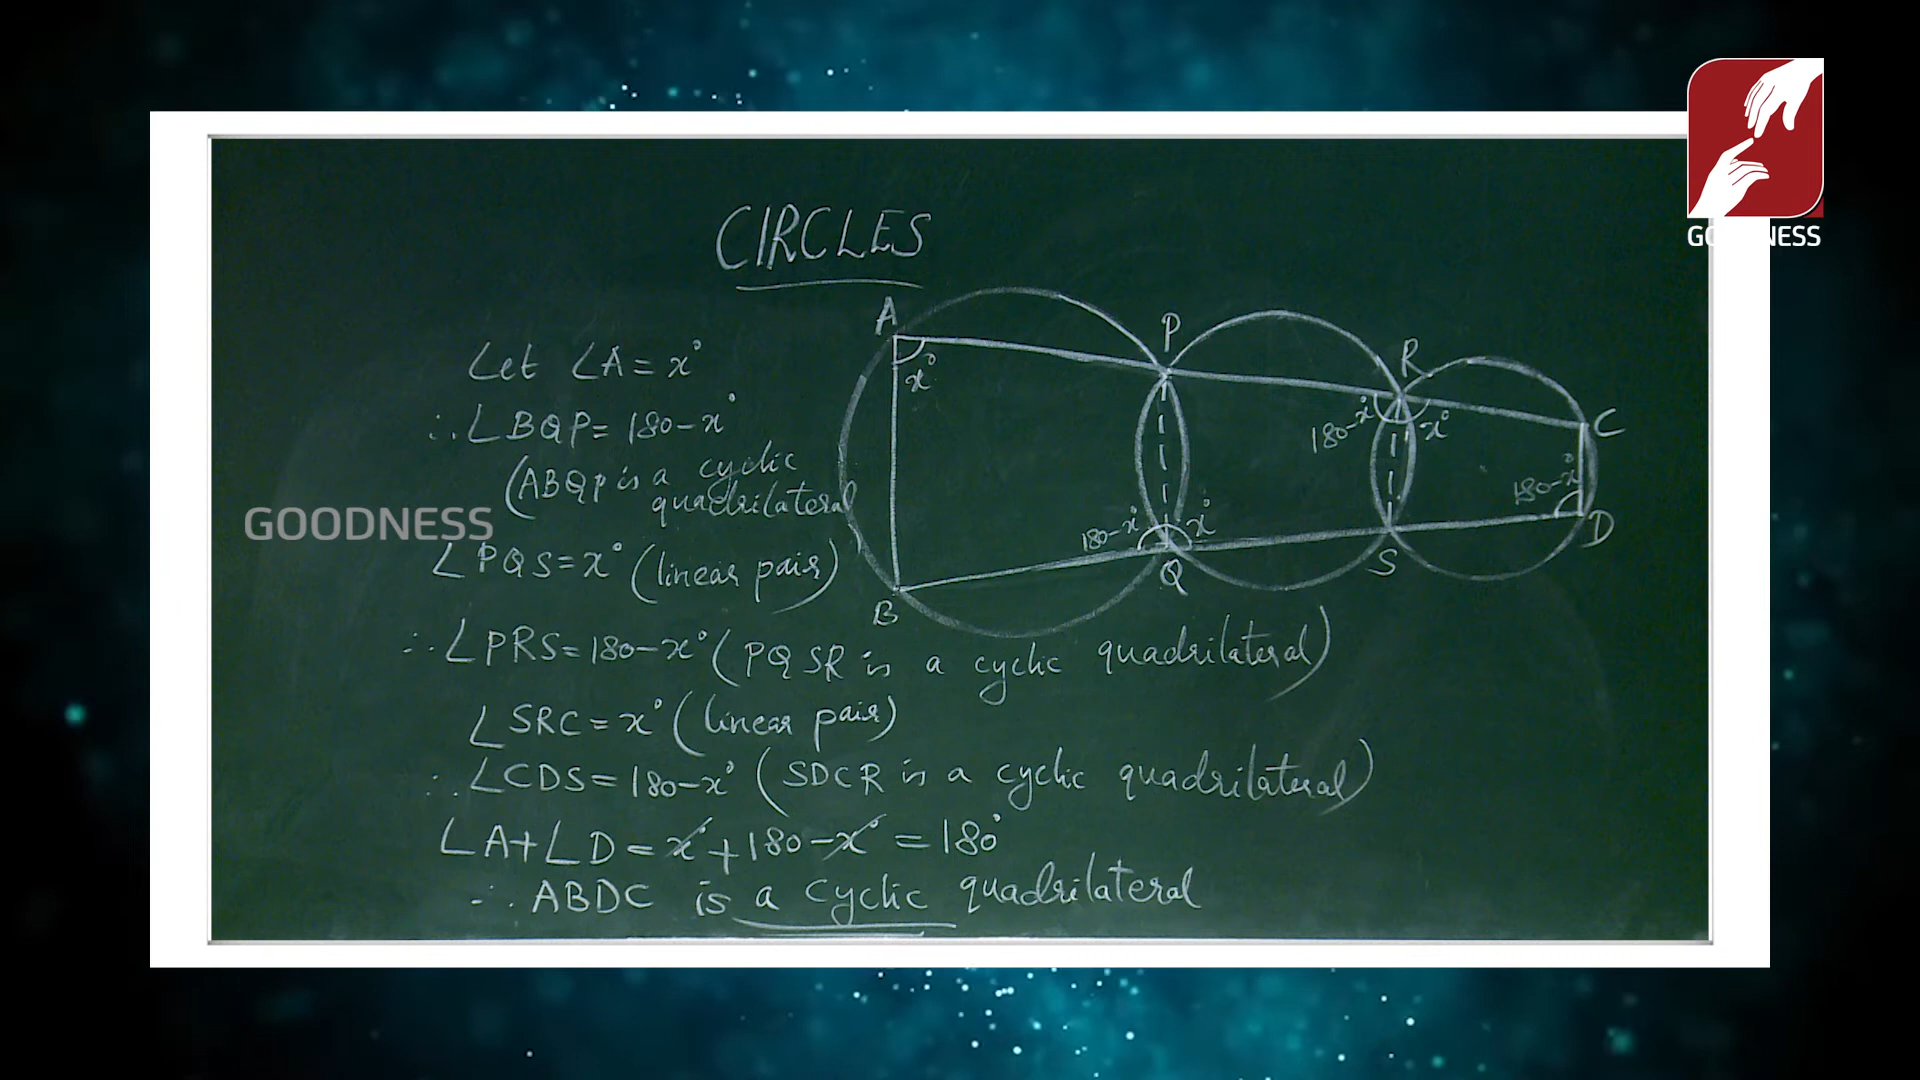 GOODNESS
CIRCLES
Let ∠A = x°
∴ ∠BQP = 180-x°
(ABQP is a cyclic
quadrilateral
GOODNESS
∠PQS = x° (linear pair)
∴ ∠PRS = 180-x° (PQSR is a cyclic quadrilateral)
∠SRC = x° (linear pair)
∴ ∠CDS = 180-x° (SDCR is a cyclic quadrilateral)
∠A+∠D = x°+180-x° = 180°
∴ ABDC is a cyclic quadrilateral
A
P
R
C
x°
180-x°
x°
180-x°
180-x°
x°
B
Q
S
D